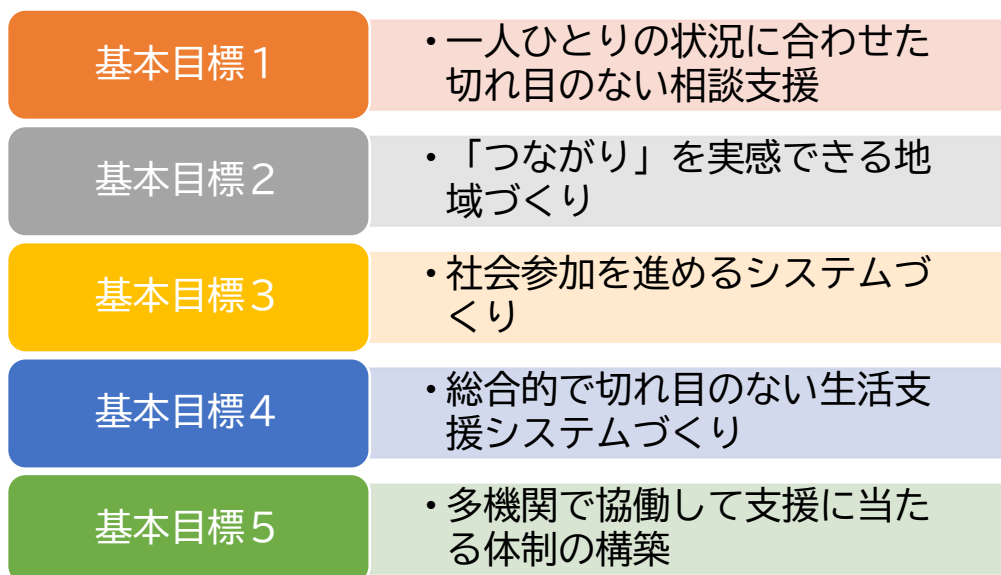 基本目標１
・一人ひとりの状況に合わせた
切れ目のない相談支援
基本目標２
・「つながり」を実感できる地
域づくり
基本目標３
・社会参加を進めるシステムづ
くり
基本目標４
・総合的で切れ目のない生活支
援システムづくり
基本目標５
・多機関で協働して支援に当た
る体制の構築